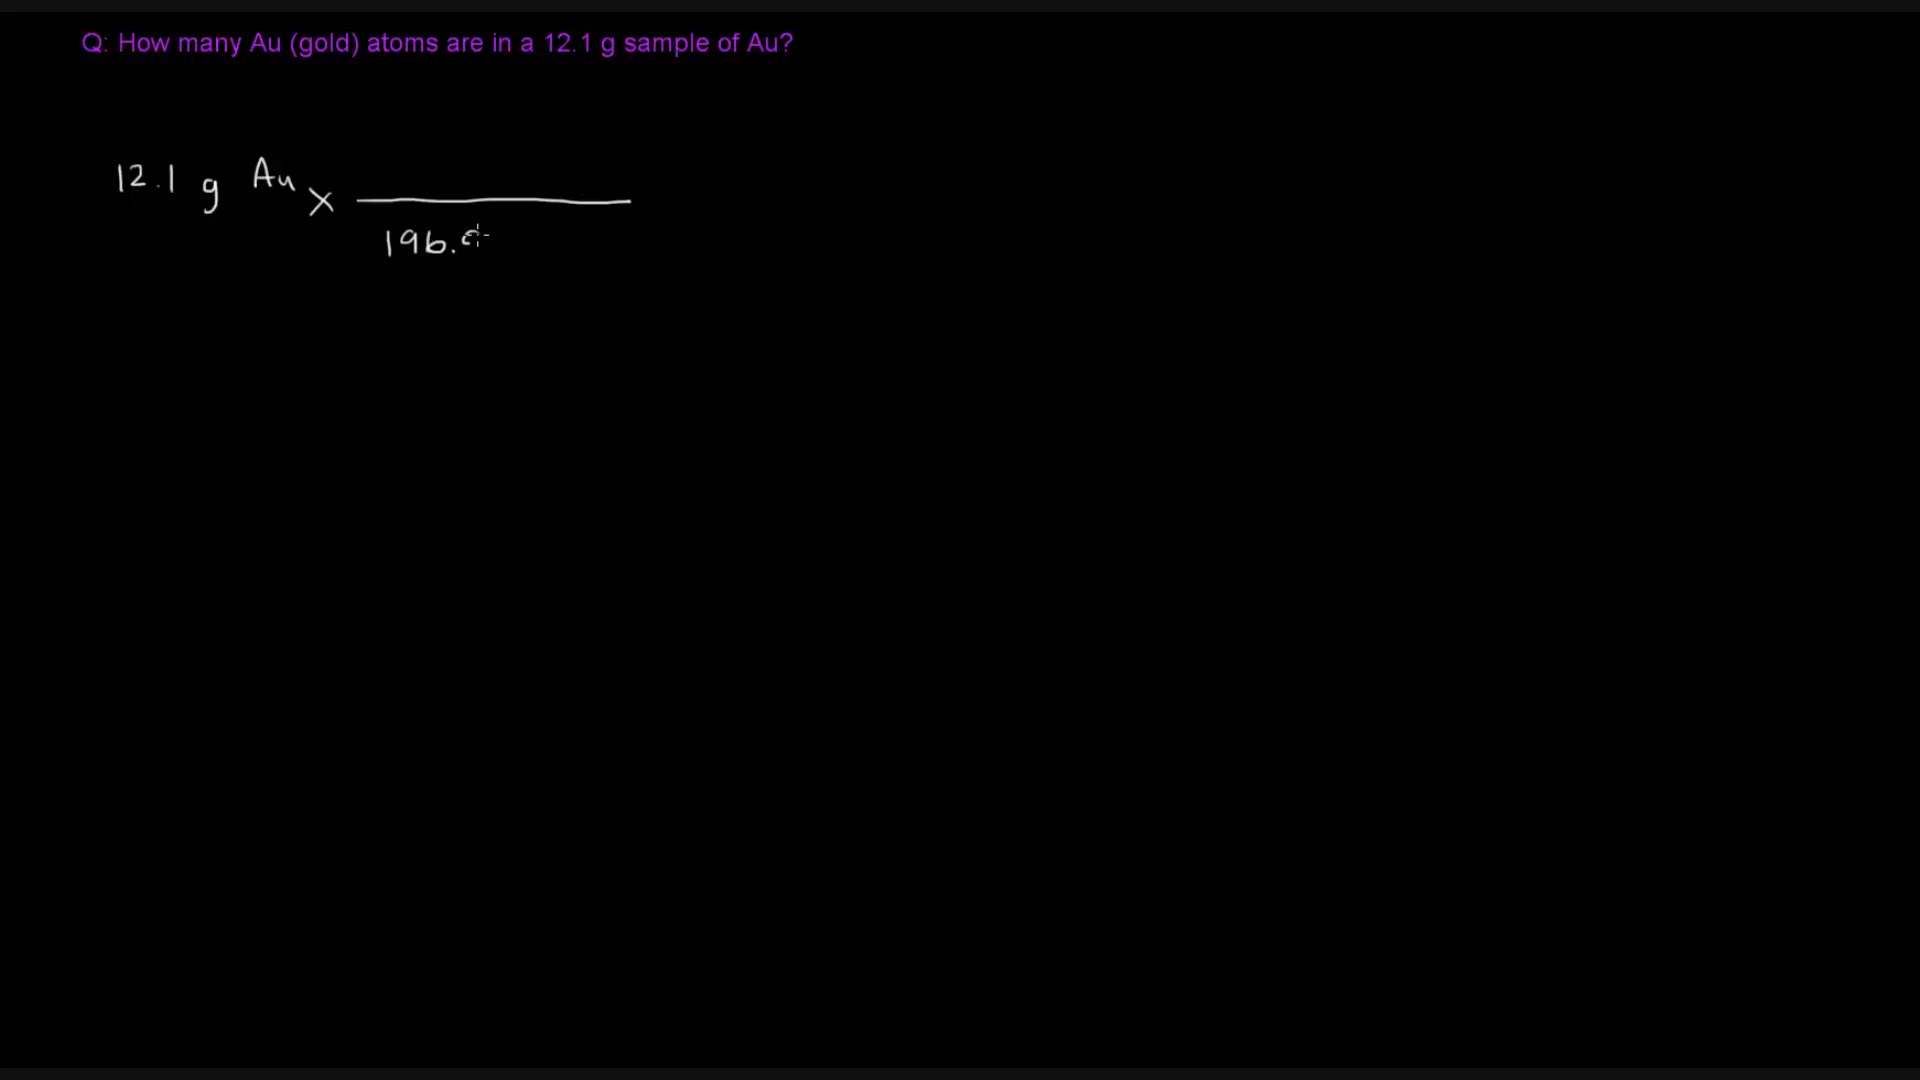 Q: How many Au (gold) atoms are in a 12.1 g sample of Au?
12.1 g Au x
196.